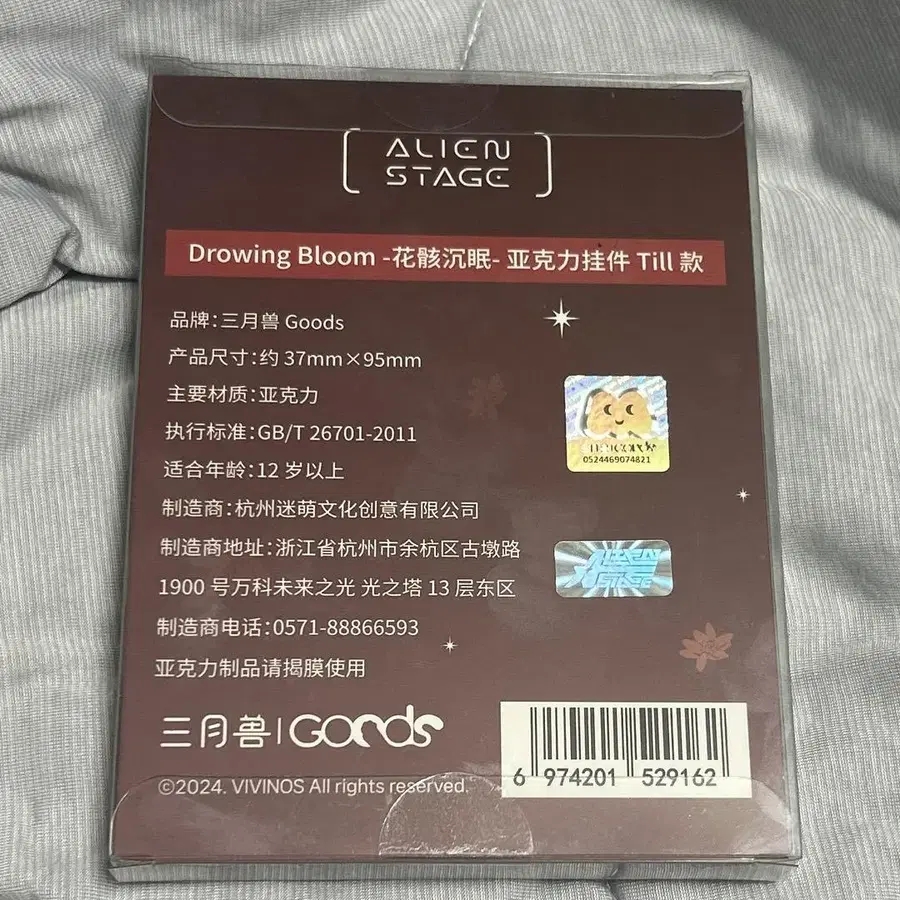 ALIEN
STAGE
Drowing Bloom -花骸沉眠- 亚克力挂件 Till 款
品牌:三月兽 Goods
产品尺寸:约 37mm×95mm
主要材质:亚克力
执行标准:GB/T 26701-2011
适合年龄:12 岁以上
制造商:杭州迷萌文化创意有限公司
制造商地址:浙江省杭州市余杭区古墩路
1900 号万科未来之光 光之塔 13 层东区
制造商电话:0571-88866593
亚克力制品请揭膜使用
0524469074821
ALIEN
STAGE
三月兽|Goods
©2024. VIVINOS All rights reserved.
6 974201 529162